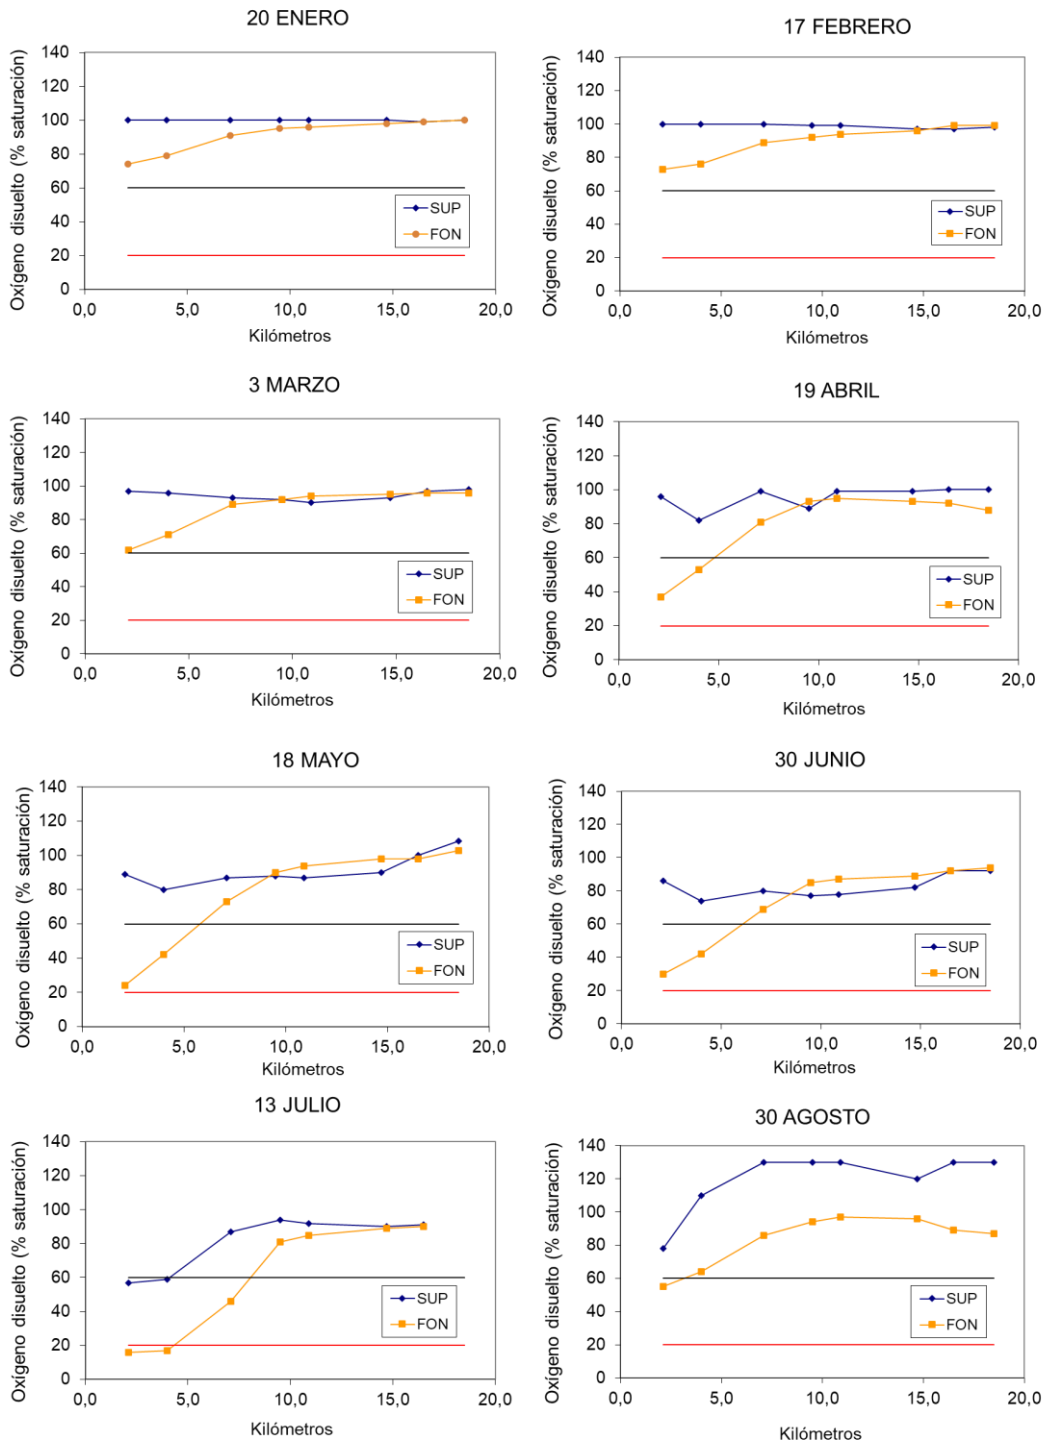 20 ENERO
Oxígeno disuelto (% saturación)
140
120
100
80
60
40
20
0
SUP
FON
0,0 5,0 10,0 15,0 20,0
Kilómetros
17 FEBRERO
Oxígeno disuelto (% saturación)
140
120
100
80
60
40
20
0
SUP
FON
0,0 5,0 10,0 15,0 20,0
Kilómetros
3 MARZO
Oxígeno disuelto (% saturación)
140
120
100
80
60
40
20
0
SUP
FON
0,0 5,0 10,0 15,0 20,0
Kilómetros
19 ABRIL
Oxígeno disuelto (% saturación)
140
120
100
80
60
40
20
0
SUP
FON
0,0 5,0 10,0 15,0 20,0
Kilómetros
18 MAYO
Oxígeno disuelto (% saturación)
140
120
100
80
60
40
20
0
SUP
FON
0,0 5,0 10,0 15,0 20,0
Kilómetros
30 JUNIO
Oxígeno disuelto (% saturación)
140
120
100
80
60
40
20
0
SUP
FON
0,0 5,0 10,0 15,0 20,0
Kilómetros
13 JULIO
Oxígeno disuelto (% saturación)
140
120
100
80
60
40
20
0
SUP
FON
0,0 5,0 10,0 15,0 20,0
Kilómetros
30 AGOSTO
Oxígeno disuelto (% saturación)
140
120
100
80
60
40
20
0
SUP
FON
0,0 5,0 10,0 15,0 20,0
Kilómetros